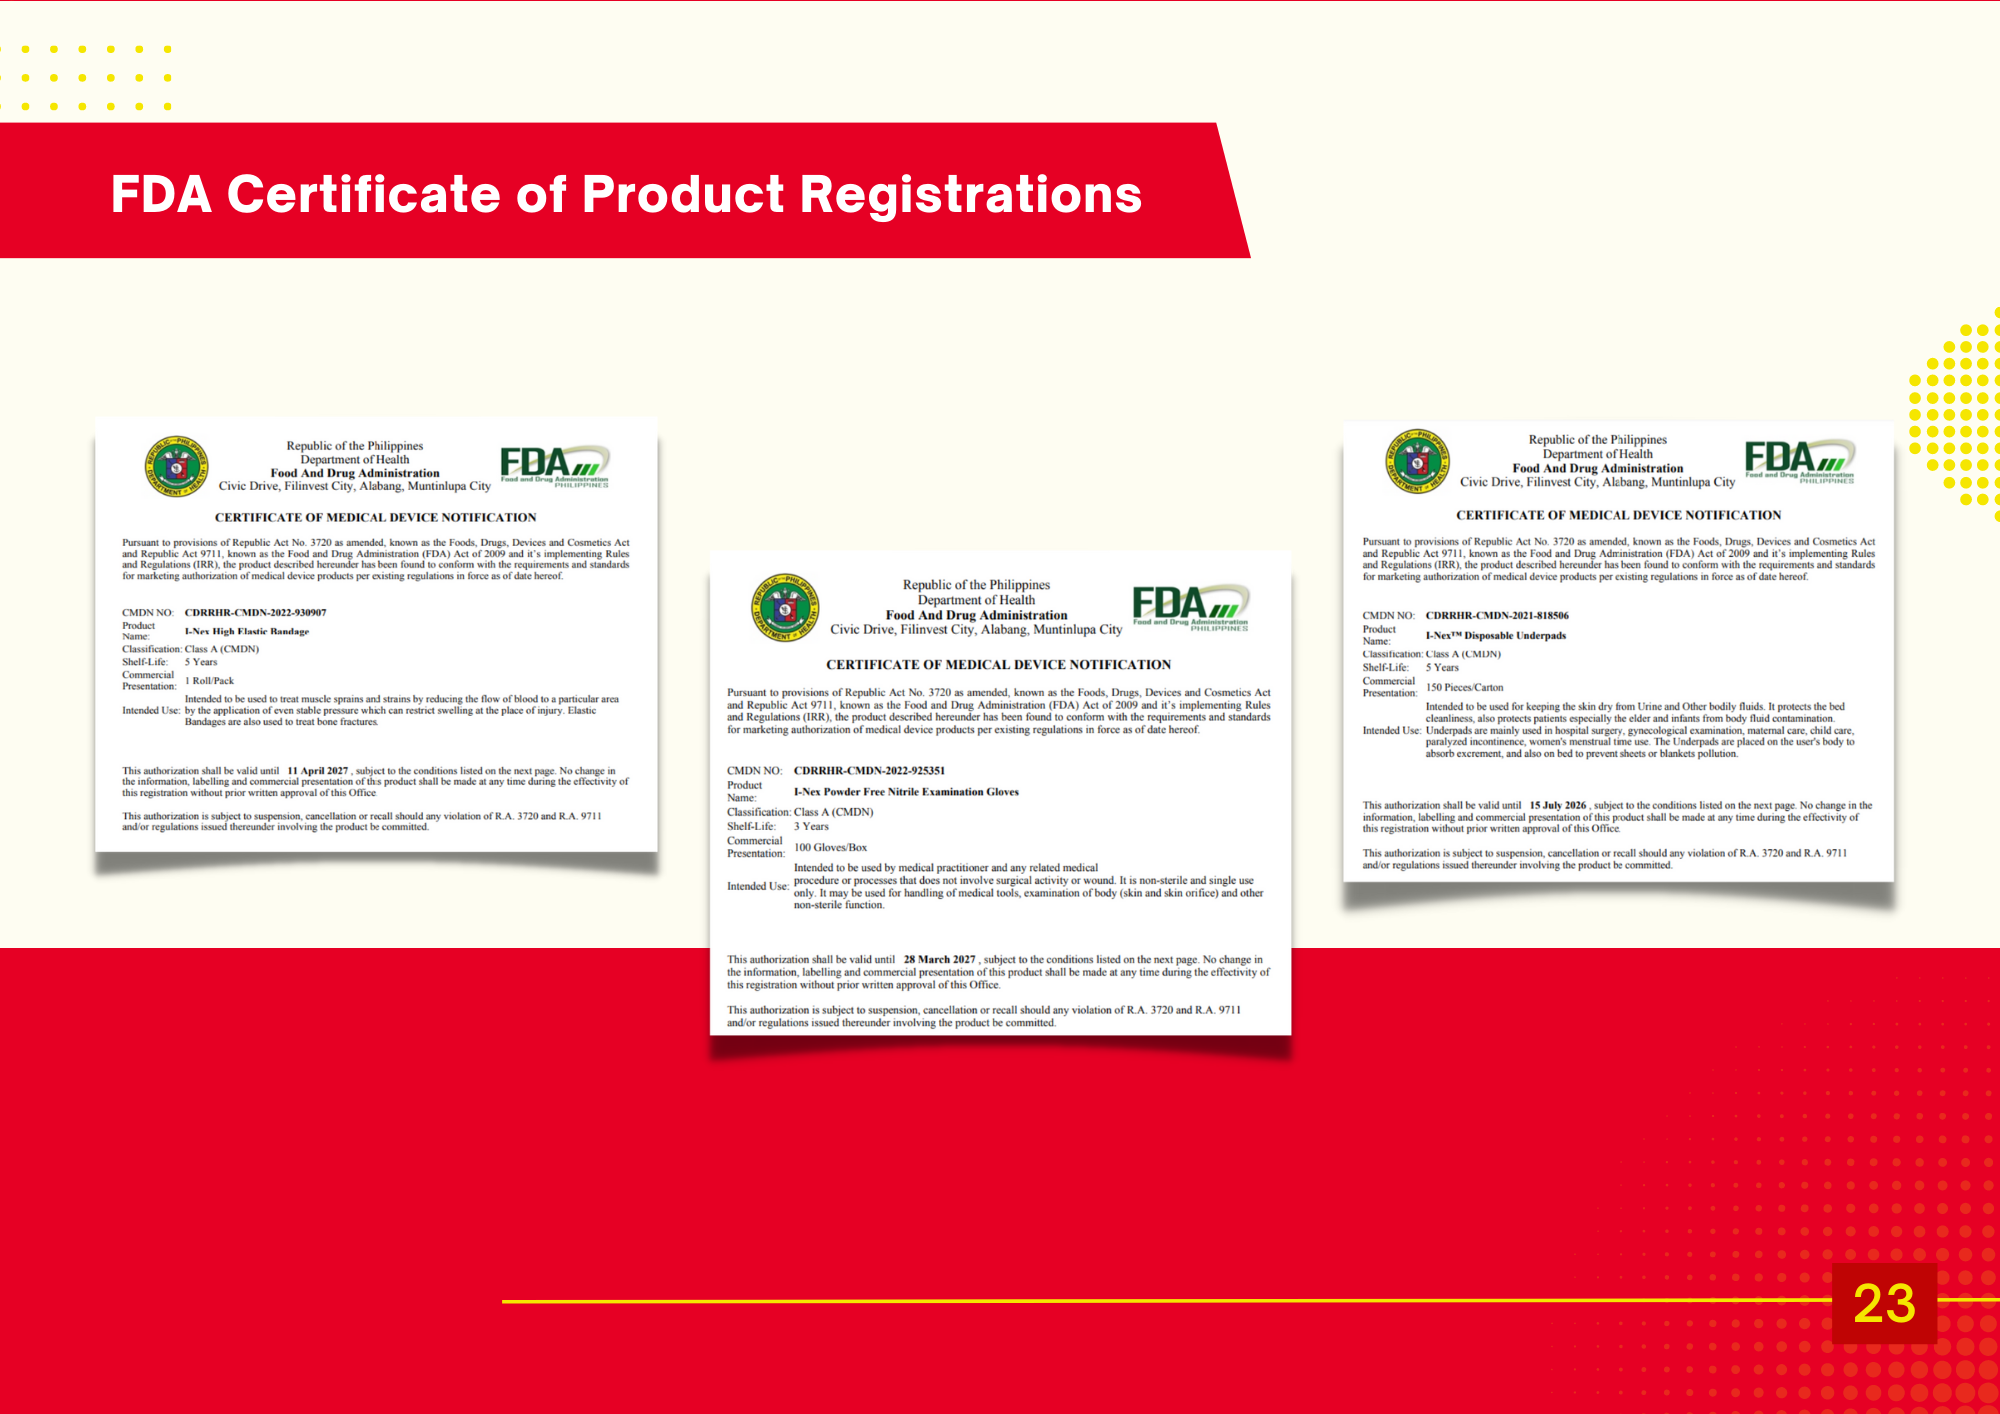 FDA Certificate of Product Registrations
Republic of the Philippines
Department of Health
Food And Drug Administration
Civic Drive, Filinvest City, Alabang, Muntinlupa City
FDA
Food and Drug Administration
PHILIPPINES
CERTIFICATE OF MEDICAL DEVICE NOTIFICATION
Pursuant to provisions of Republic Act No. 3720 as amended, known as the Foods, Drugs, Devices and Cosmetics Act
and Republic Act 9711, known as the Food and Drug Administration (FDA) Act of 2009 and it's implementing Rules
and Regulations (IRR), the product described hereunder has been found to conform with the requirements and standards
for marketing authorization of medical device products per existing regulations in force as of date hereof.
CMDN NO: CDRRHR-CMDN-2022-930907
Product
Name: I-Nex High Elastic Bandage
Classification: Class A (CMDN)
Shelf-Life: 5 Years
Commercial
Presentation: 1 Roll/Pack
Intended to be used to treat muscle sprains and strains by reducing the flow of blood to a particular area
Intended Use: by the application of even stable pressure which can restrict swelling at the place of injury. Elastic
Bandages are also used to treat bone fractures.
This authorization shall be valid until 11 April 2027 , subject to the conditions listed on the next page. No change in
the information, labelling and commercial presentation of this product shall be made at any time during the effectivity of
this registration without prior written approval of this Office.
This authorization is subject to suspension, cancellation or recall should any violation of R.A. 3720 and R.A. 9711
and/or regulations issued thereunder involving the product be committed.
Republic of the Philippines
Department of Health
Food And Drug Administration
Civic Drive, Filinvest City, Alabang, Muntinlupa City
FDA
Food and Drug Administration
PHILIPPINES
CERTIFICATE OF MEDICAL DEVICE NOTIFICATION
Pursuant to provisions of Republic Act No. 3720 as amended, known as the Foods, Drugs, Devices and Cosmetics Act
and Republic Act 9711, known as the Food and Drug Administration (FDA) Act of 2009 and it's implementing Rules
and Regulations (IRR), the product described hereunder has been found to conform with the requirements and standards
for marketing authorization of medical device products per existing regulations in force as of date hereof.
CMDN NO: CDRRHR-CMDN-2022-925351
Product
Name: I-Nex Powder Free Nitrile Examination Gloves
Classification: Class A (CMDN)
Shelf-Life: 3 Years
Commercial
Presentation: 100 Gloves/Box
Intended to be used by medical practitioner and any related medical
procedure or processes that does not involve surgical activity or wound. It is non-sterile and single use
Intended Use: only. It may be used for handling of medical tools, examination of body (skin and skin orifice) and other
non-sterile function.
This authorization shall be valid until 28 March 2027 , subject to the conditions listed on the next page. No change in
the information, labelling and commercial presentation of this product shall be made at any time during the effectivity of
this registration without prior written approval of this Office.
This authorization is subject to suspension, cancellation or recall should any violation of R.A. 3720 and R.A. 9711
and/or regulations issued thereunder involving the product be committed.
Republic of the Philippines
Department of Health
Food And Drug Administration
Civic Drive, Filinvest City, Alabang, Muntinlupa City
FDA
Food and Drug Administration
PHILIPPINES
CERTIFICATE OF MEDICAL DEVICE NOTIFICATION
Pursuant to provisions of Republic Act No. 3720 as amended, known as the Foods, Drugs, Devices and Cosmetics Act
and Republic Act 9711, known as the Food and Drug Administration (FDA) Act of 2009 and it's implementing Rules
and Regulations (IRR), the product described hereunder has been found to conform with the requirements and standards
for marketing authorization of medical device products per existing regulations in force as of date hereof.
CMDN NO: CDRRHR-CMDN-2021-818506
Product
Name: I-Nex™ Disposable Underpads
Classification: Class A (CMDN)
Shelf-Life: 5 Years
Commercial
Presentation: 150 Pieces/Carton
Intended to be used for keeping the skin dry from Urine and Other bodily fluids. It protects the bed
cleanliness, also protects patients especially the elder and infants from body fluid contamination.
Intended Use: Underpads are mainly used in hospital surgery, gynecological examination, maternal care, child care,
paralyzed incontinence, women's menstrual time use. The Underpads are placed on the user's body to
absorb excrement, and also on bed to prevent sheets or blankets pollution.
This authorization shall be valid until 15 July 2026 , subject to the conditions listed on the next page. No change in the
information, labelling and commercial presentation of this product shall be made at any time during the effectivity of
this registration without prior written approval of this Office.
This authorization is subject to suspension, cancellation or recall should any violation of R.A. 3720 and R.A. 9711
and/or regulations issued thereunder involving the product be committed.
23